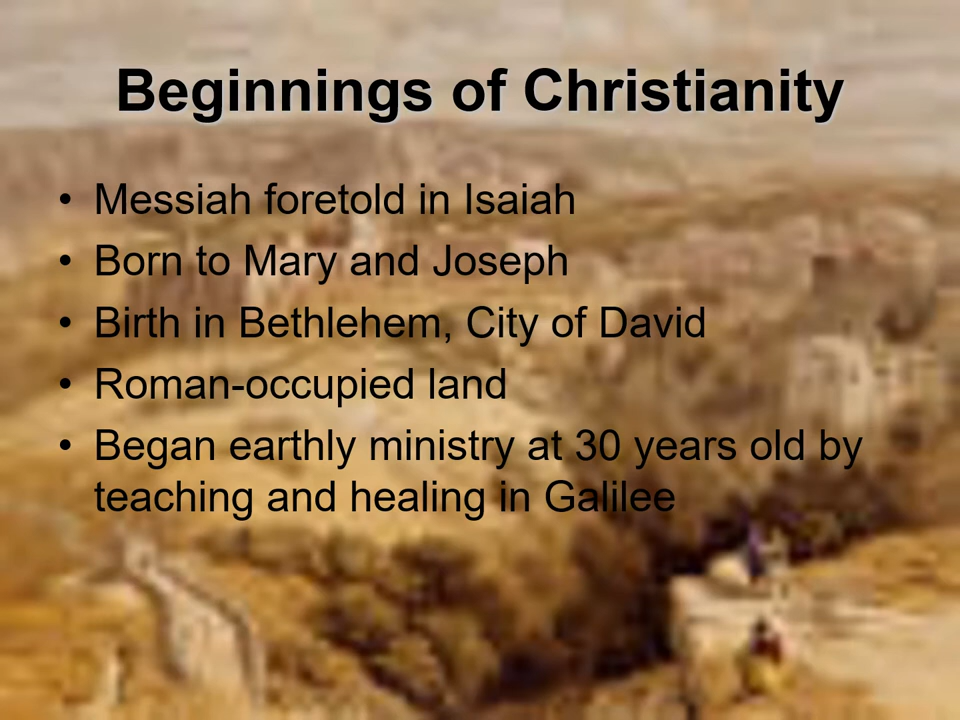 Beginnings of Christianity
• Messiah foretold in Isaiah
• Born to Mary and Joseph
• Birth in Bethlehem, City of David
• Roman-occupied land
• Began earthly ministry at 30 years old by
teaching and healing in Galilee